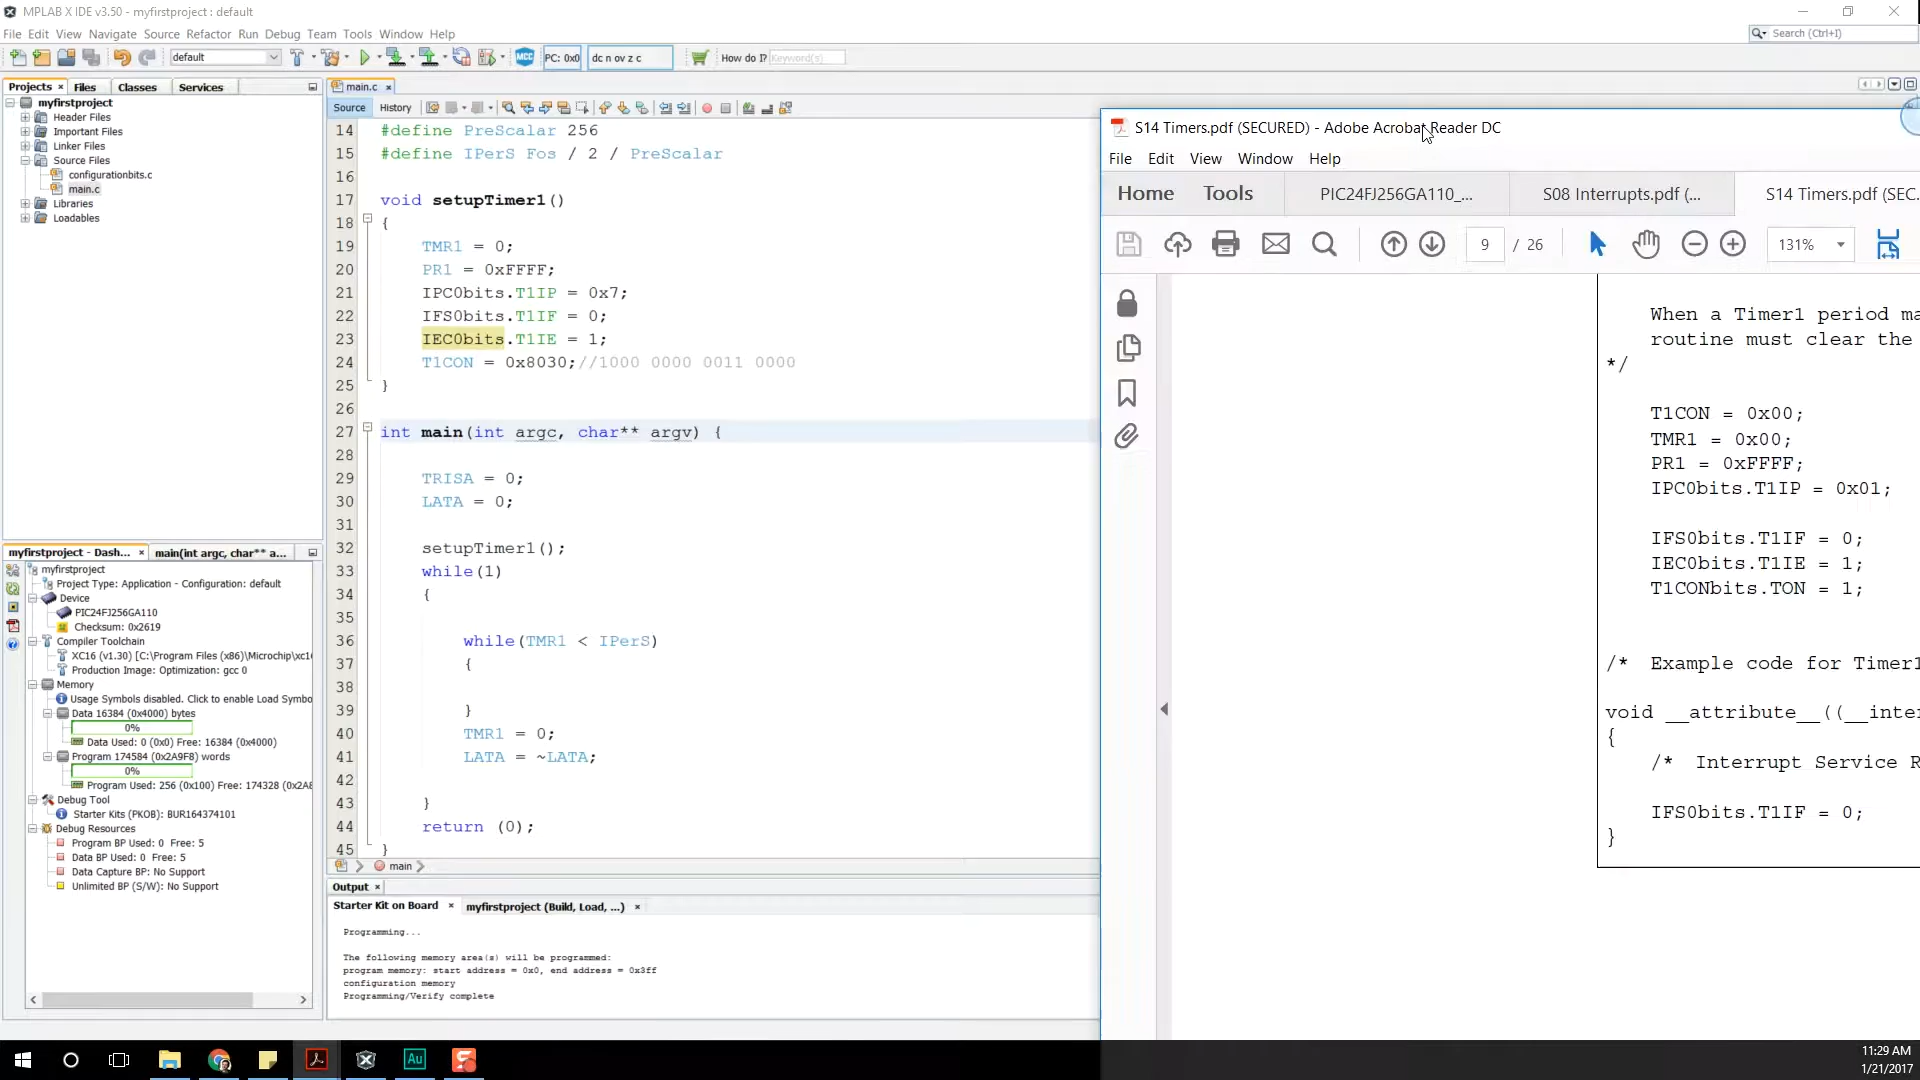 MPLAB X IDE v3.50 - myfirstproject : default
File Edit View Navigate Source Refactor Run Debug Team Tools Window Help
Search (Ctrl+I)
default
MCC
PC: 0x0
dc n ov z c
How do I?
Keyword(s)
Projects × Files Classes Services
myfirstproject
Header Files
Important Files
Linker Files
Source Files
configurationbits.c
main.c
Libraries
Loadables
main.c ×
Source History
14 #define PreScalar 256
15 #define IPerS Fos / 2 / PreScalar
16
17 void setupTimer1()
18 {
19 TMR1 = 0;
20 PR1 = 0xFFFF;
21 IPC0bits.T1IP = 0x7;
22 IFS0bits.T1IF = 0;
23 IEC0bits.T1IE = 1;
24 T1CON = 0x8030;//1000 0000 0011 0000
25 }
26
27 int main(int argc, char** argv) {
28
29 TRISA = 0;
30 LATA = 0;
31
32 setupTimer1();
33 while(1)
34 {
35
36 while(TMR1 < IPerS)
37 {
38
39 }
40 TMR1 = 0;
41 LATA = ~LATA;
42
43 }
44 return (0);
45 }
main
myfirstproject - Dash... × main(int argc, char** a...
myfirstproject
Project Type: Application - Configuration: default
Device
PIC24FJ256GA110
Checksum: 0x2619
Compiler Toolchain
XC16 (v1.30) [C:\Program Files (x86)\Microchip\xc1
Production Image: Optimization: gcc 0
Memory
Usage Symbols disabled. Click to enable Load Symbo
Data 16384 (0x4000) bytes
0%
Data Used: 0 (0x0) Free: 16384 (0x4000)
Program 174584 (0x2A9F8) words
0%
Program Used: 256 (0x100) Free: 174328 (0x2A8
Debug Tool
Starter Kits (PKOB): BUR164374101
Debug Resources
Program BP Used: 0 Free: 5
Data BP Used: 0 Free: 5
Data Capture BP: No Support
Unlimited BP (S/W): No Support
Output ×
Starter Kit on Board × myfirstproject (Build, Load, ...) ×
Programming...
The following memory area(s) will be programmed:
program memory: start address = 0x0, end address = 0x3ff
configuration memory
Programming/Verify complete
S14 Timers.pdf (SECURED) - Adobe Acrobat Reader DC
File Edit View Window Help
Home Tools PIC24FJ256GA110_... S08 Interrupts.pdf (... S14 Timers.pdf (SEC.
9 / 26
131%
When a Timer1 period ma
routine must clear the
*/
T1CON = 0x00;
TMR1 = 0x00;
PR1 = 0xFFFF;
IPC0bits.T1IP = 0x01;
IFS0bits.T1IF = 0;
IEC0bits.T1IE = 1;
T1CONbits.TON = 1;
/* Example code for Timer1
void __attribute__((__inte
{
/* Interrupt Service R
IFS0bits.T1IF = 0;
}
Au
11:29 AM
1/21/2017